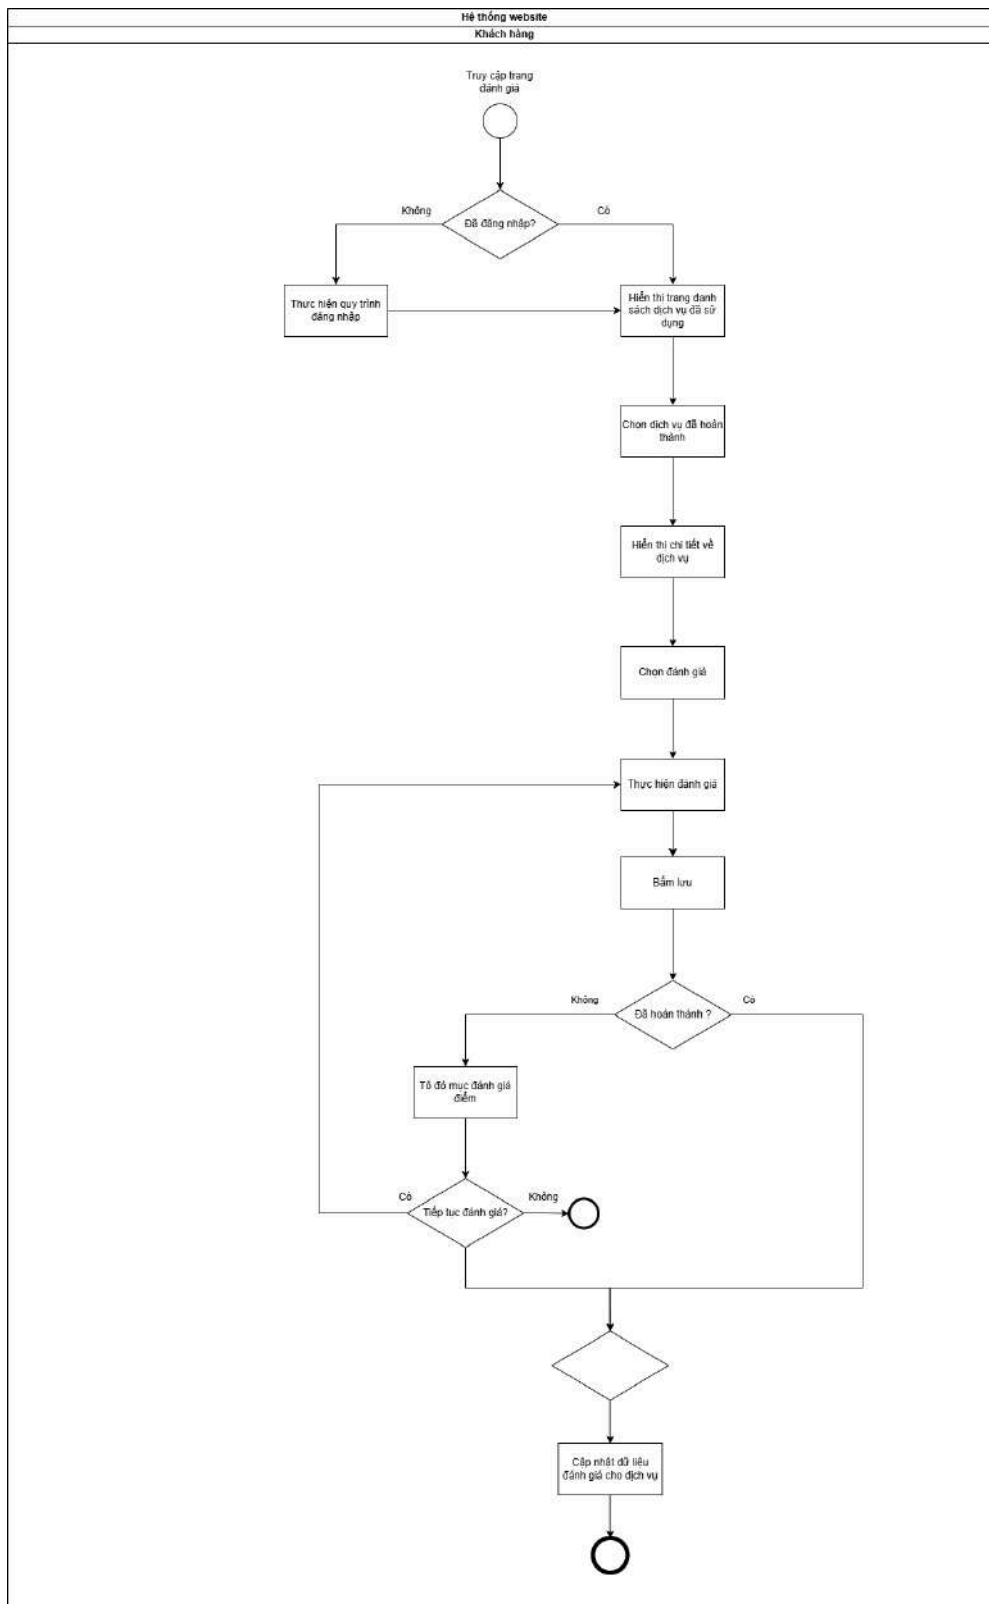 Hệ thống website
Khách hàng
Truy cập trang
đánh giá
Không
Có
Đã đăng nhập?
Thực hiện quy trình
đăng nhập
Hiển thị trang danh
sách dịch vụ đã sử
dụng
Chọn dịch vụ đã hoàn
thành
Hiển thị chi tiết về
dịch vụ
Chọn đánh giá
Thực hiện đánh giá
Bấm lưu
Không
Có
Đã hoàn thành ?
Tô đỏ mục đánh giá
điểm
Có
Không
Tiếp tục đánh giá?
Cập nhật dữ liệu
đánh giá cho dịch vụ